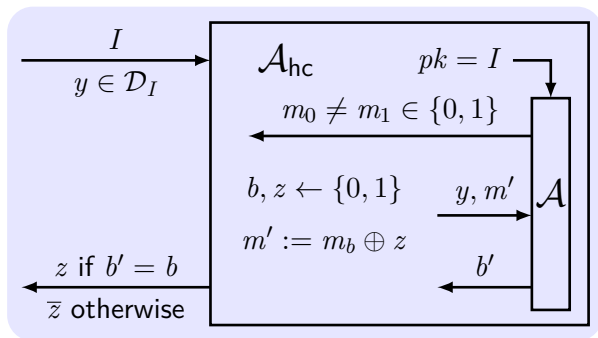 I
y ∈ 𝒟_I
𝒜_hc
pk = I
m_0 ≠ m_1 ∈ {0, 1}
b, z ← {0, 1}
y, m′
𝒜
m′ := m_b ⊕ z
z if b′ = b
b′
z̅ otherwise